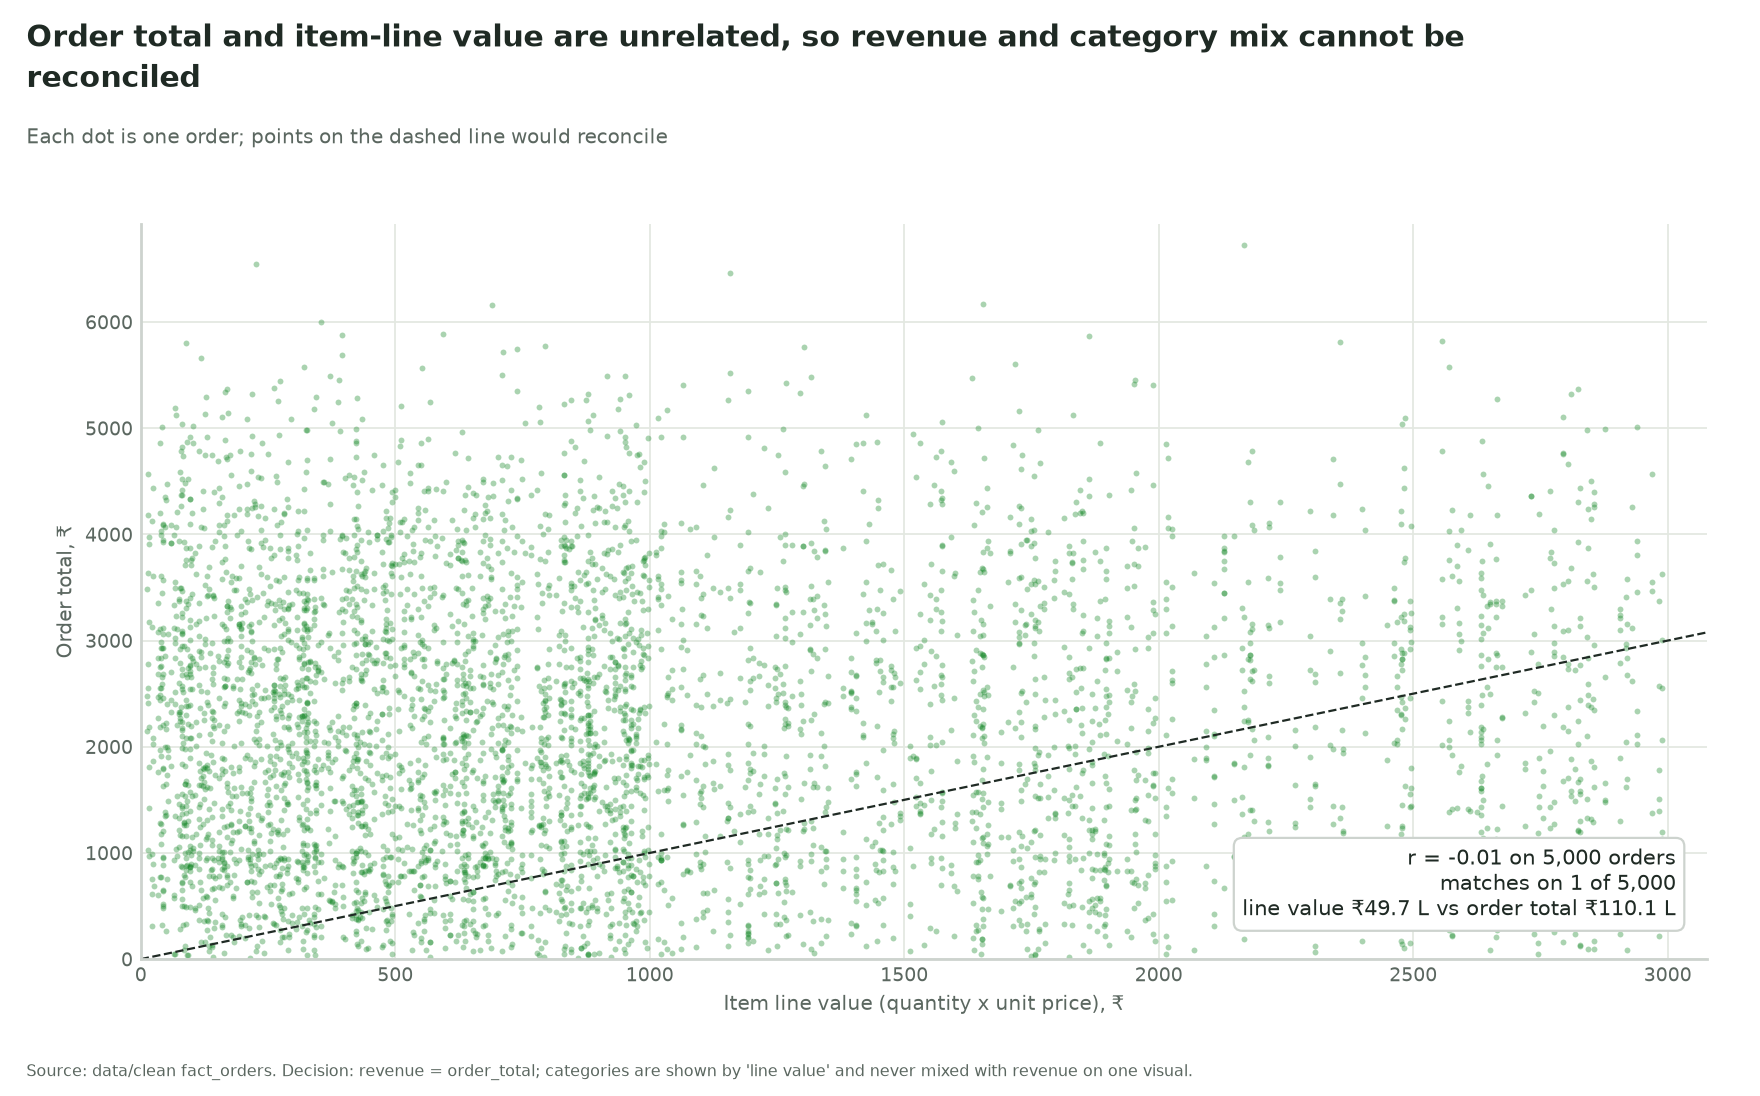 Order total and item-line value are unrelated, so revenue and category mix cannot be
reconciled
Each dot is one order; points on the dashed line would reconcile
Order total, ₹
6000
5000
4000
3000
2000
1000
0
r = -0.01 on 5,000 orders
matches on 1 of 5,000
line value ₹49.7 L vs order total ₹110.1 L
0 500 1000 1500 2000 2500 3000
Item line value (quantity x unit price), ₹
Source: data/clean fact_orders. Decision: revenue = order_total; categories are shown by 'line value' and never mixed with revenue on one visual.